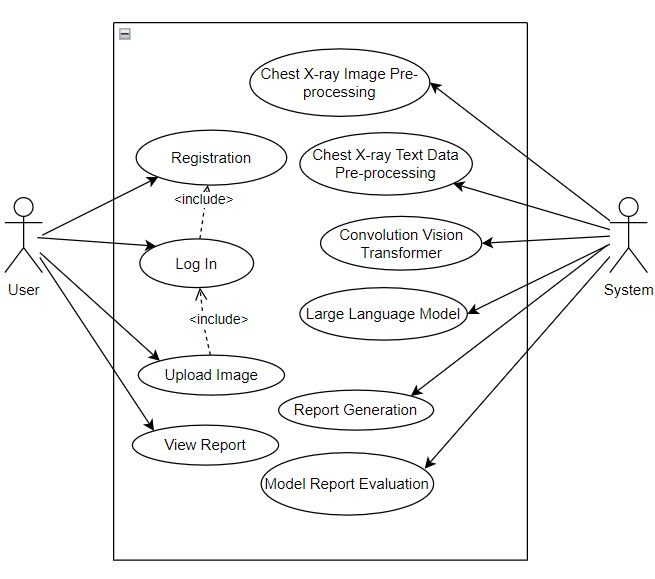 Chest X-ray Image Pre-
processing
Registration
Chest X-ray Text Data
Pre-processing
<include>
Convolution Vision
Transformer
Log In
User
System
Large Language Model
<include>
Upload Image
Report Generation
View Report
Model Report Evaluation